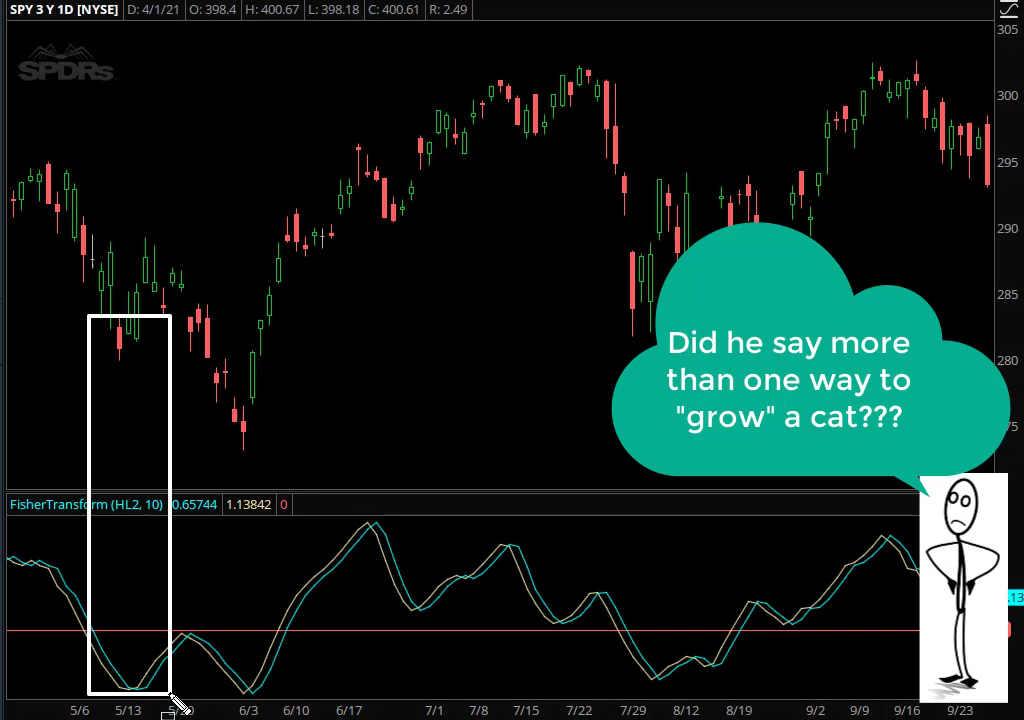 SPY 3 Y 1D [NYSE] D: 4/1/21 O: 398.4 H: 400.67 L: 398.18 C: 400.61 R: 2.49
SPDRs
305
300
295
290
285
280
75
Did he say more
than one way to
"grow" a cat???
FisherTransform (HL2, 10) 0.65744 1.13842 0
.13
5/6 5/13 6/3 6/10 6/17 7/1 7/8 7/15 7/22 7/29 8/12 8/19 9/2 9/9 9/16 9/23